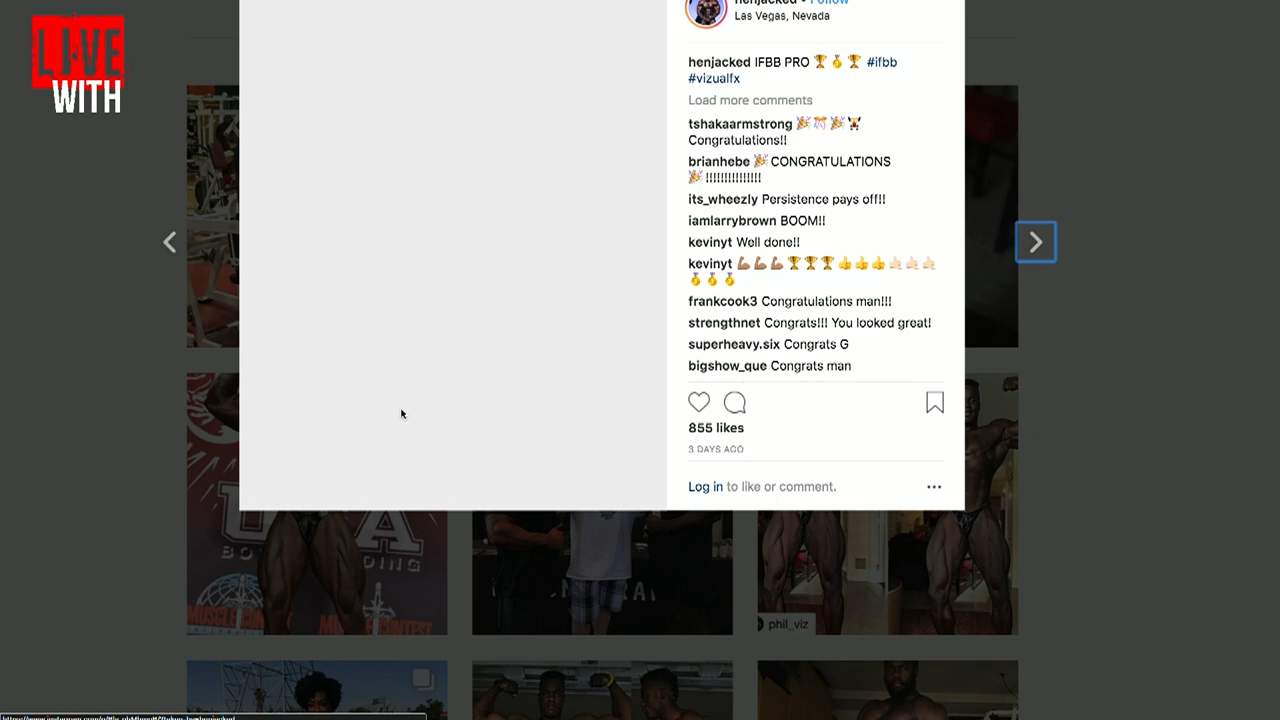 LIVE
WITH
henjacked • Follow
Las Vegas, Nevada
henjacked IFBB PRO 🏆 🥇 🏆 #ifbb
#vizualfx
Load more comments
tshakaarmstrong 🎉 🎊 🎉 🏋
Congratulations!!
brianhebe 🎉 CONGRATULATIONS
🎉 !!!!!!!!!!!!!!!
its_wheezly Persistence pays off!!
iamlarrybrown BOOM!!
kevinyt Well done!!
kevinyt 💪🏾💪🏾💪🏾🏆🏆🏆👍👍👍🤙🏻🤙🏻🤙🏻
🥇🥇🥇
frankcook3 Congratulations man!!!
strengthnet Congrats!!! You looked great!
superheavy.six Congrats G
bigshow_que Congrats man
855 likes
3 DAYS AGO
Log in to like or comment.
phil_viz